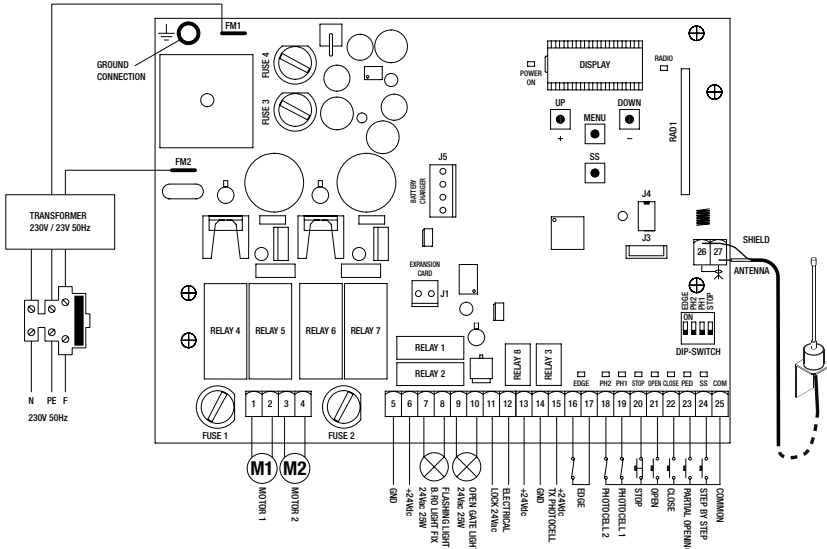 FM1
GROUND
CONNECTION
FUSE 4
FUSE 3
FM2
TRANSFORMER
230V / 23V 50Hz
N PE F
230V 50Hz
DISPLAY
POWER
ON
RADIO
UP
+
MENU
DOWN
–
SS
RAD1
J5
BATTERY
CHARGER
J4
J3
EXPANSION
CARD
J1
26 27
SHIELD
ANTENNA
EDGE
PH2
PH1
STOP
ON
DIP-SWITCH
RELAY 4
RELAY 5
RELAY 6
RELAY 7
RELAY 1
RELAY 2
RELAY 8
RELAY 3
EDGE PH2 PH1 STOP OPEN CLOSE PED SS COM
FUSE 1
1 2 3 4
FUSE 2
5 6 7 8 9 10 11 12 13 14 15 16 17 18 19 20 21 22 23 24 25
M1
M2
MOTOR 1
MOTOR 2
GND
+24Vdc
FLASHING LIGHT
B.RO LIGHT FIX
24Vac 25W
OPEN GATE LIGHT
24Vac 25W
ELECTRICAL
LOCK 24Vac
+24Vdc
GND
+24Vdc
TX PHOTOCELL
EDGE
PHOTOCELL 2
PHOTOCELL 1
STOP
OPEN
CLOSE
PARTIAL OPENING
STEP BY STEP
COMMON